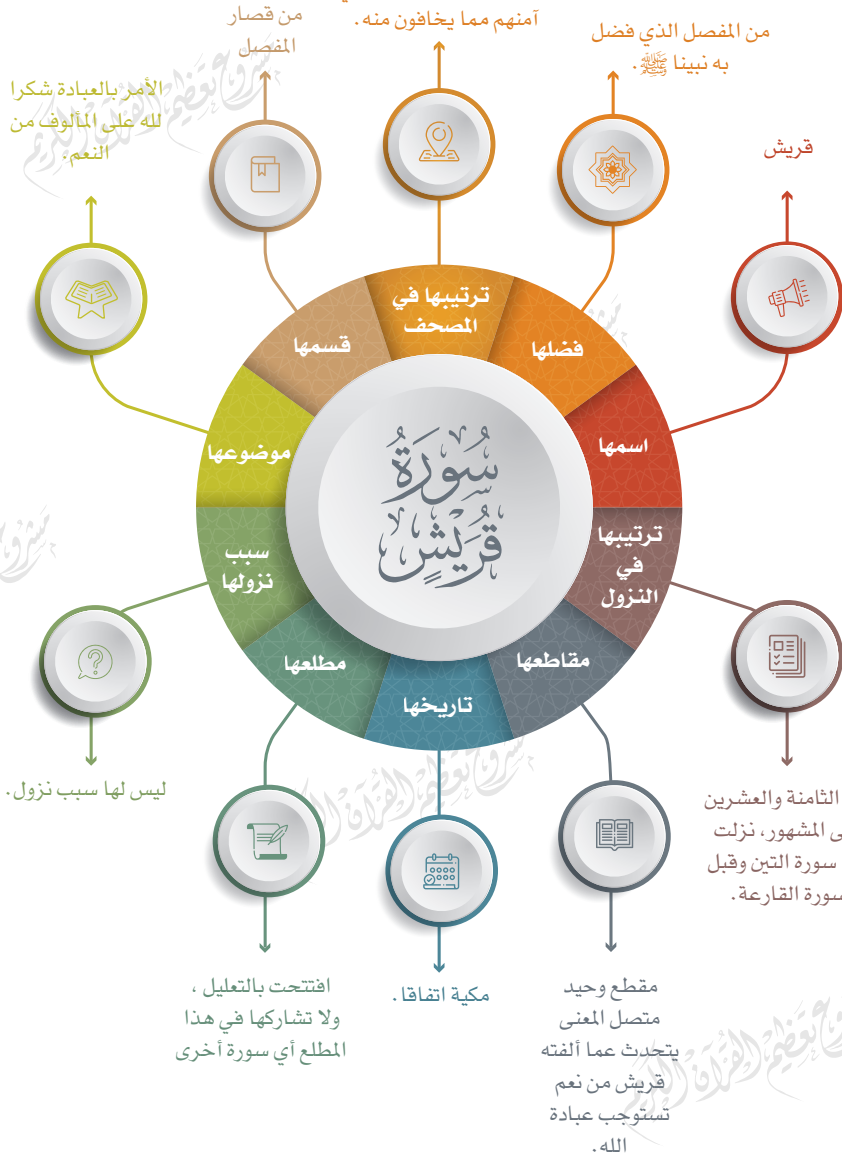 آمنهم مما يخافون منه.
من المفصل الذي فضل
به نبينا ﷺ.
قريش
من قصار
المفصل
الأمر بالعبادة شكرا
لله على المألوف من
النعم.
ترتيبها في
المصحف
فضلها
اسمها
ترتيبها
في
النزول
مقاطعها
تاريخها
مطلعها
سبب
نزولها
موضوعها
قسمها
سُورَةُ
قُرَيْشٍ
الثامنة والعشرين
المشهور، نزلت
سورة التين وقبل
سورة القارعة.
مقطع وحيد
متصل المعنى
يتحدث عما ألفته
قريش من نعم
تستوجب عبادة
الله.
مكية اتفاقا.
افتتحت بالتعليل ،
ولا تشاركها في هذا
المطلع أي سورة أخرى
ليس لها سبب نزول.
مشروع تعظيم القرآن الكريم